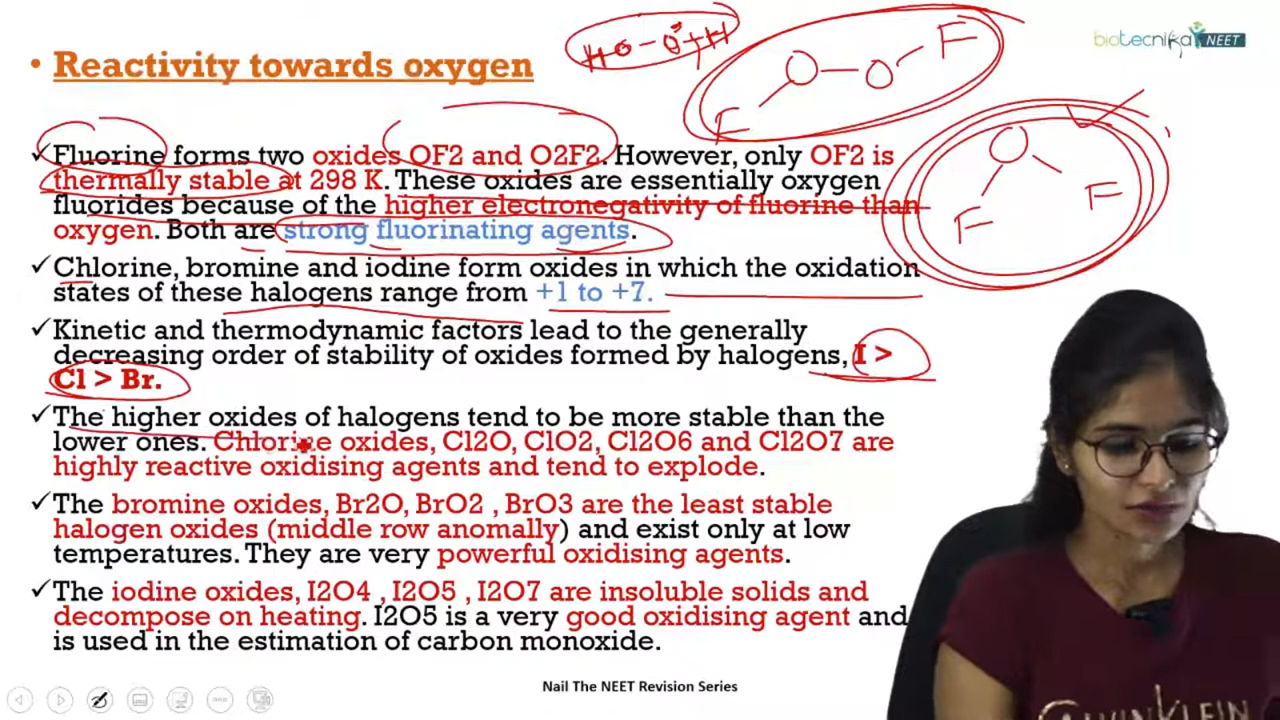 biotecnika NEET
H O - O + H
O - O F
F
O
F F
• Reactivity towards oxygen
✓ Fluorine forms two oxides OF2 and O2F2. However, only OF2 is
thermally stable at 298 K. These oxides are essentially oxygen
fluorides because of the higher electronegativity of fluorine than
oxygen. Both are strong fluorinating agents.
✓ Chlorine, bromine and iodine form oxides in which the oxidation
states of these halogens range from +1 to +7.
✓ Kinetic and thermodynamic factors lead to the generally
decreasing order of stability of oxides formed by halogens, I >
Cl > Br.
✓ The higher oxides of halogens tend to be more stable than the
lower ones. Chlorine oxides, Cl2O, ClO2, Cl2O6 and Cl2O7 are
highly reactive oxidising agents and tend to explode.
✓ The bromine oxides, Br2O, BrO2 , BrO3 are the least stable
halogen oxides (middle row anomally) and exist only at low
temperatures. They are very powerful oxidising agents.
✓ The iodine oxides, I2O4 , I2O5 , I2O7 are insoluble solids and
decompose on heating. I2O5 is a very good oxidising agent and
is used in the estimation of carbon monoxide.
Nail The NEET Revision Series
CALVIN KLEIN